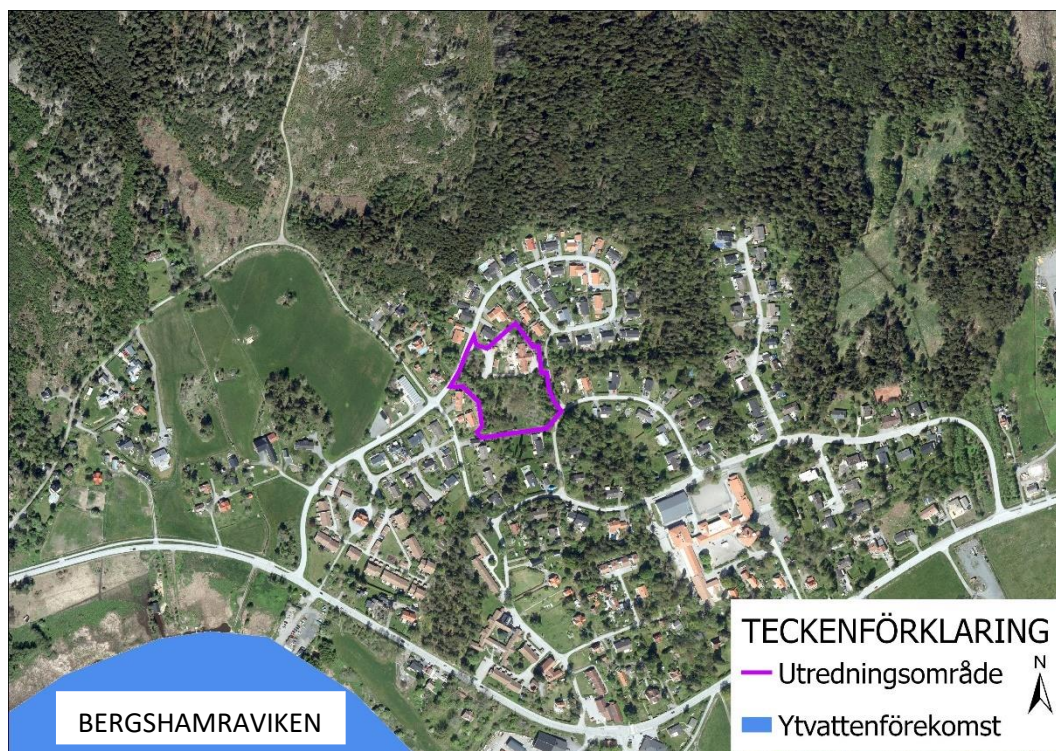 BERGSHAMRAVIKEN
TECKENFÖRKLARING
N
Utredningsområde
Ytvattenförekomst